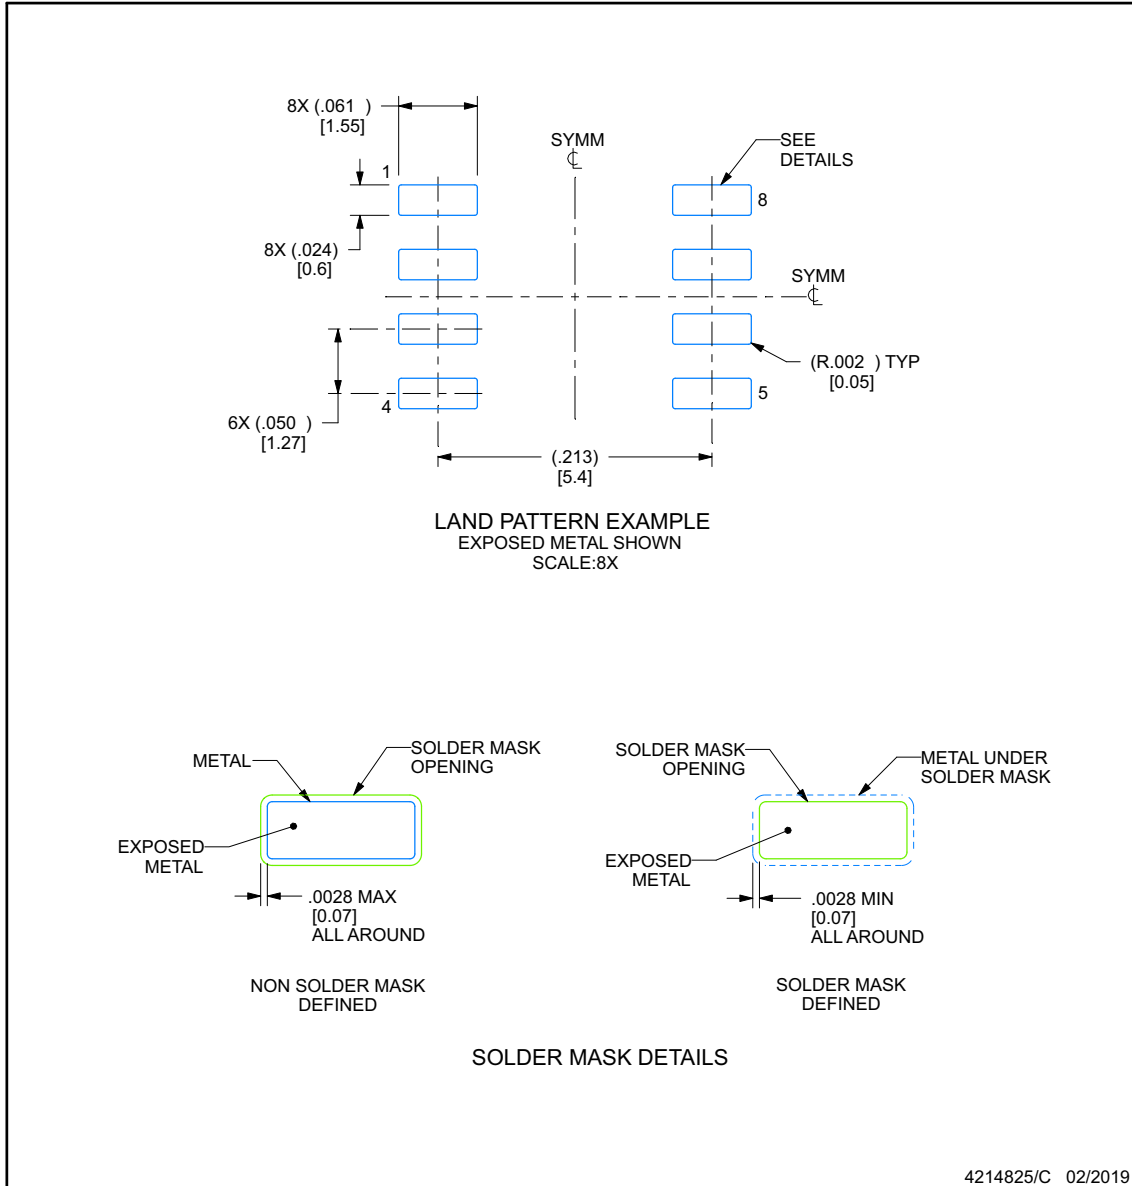 8X (.061 )
[1.55]
SYMM
SEE
DETAILS
1
8
8X (.024)
[0.6]
SYMM
(R.002 ) TYP
[0.05]
4
5
6X (.050 )
[1.27]
(.213)
[5.4]
LAND PATTERN EXAMPLE
EXPOSED METAL SHOWN
SCALE:8X
METAL
SOLDER MASK
OPENING
EXPOSED
METAL
.0028 MAX
[0.07]
ALL AROUND
NON SOLDER MASK
DEFINED
SOLDER MASK
OPENING
METAL UNDER
SOLDER MASK
EXPOSED
METAL
.0028 MIN
[0.07]
ALL AROUND
SOLDER MASK
DEFINED
SOLDER MASK DETAILS
4214825/C 02/2019